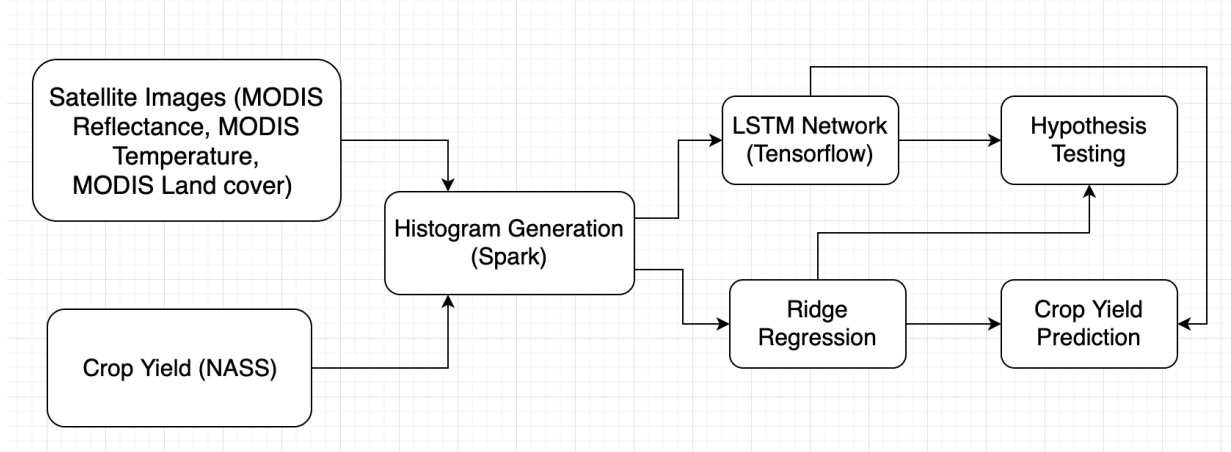 Satellite Images (MODIS
Reflectance, MODIS
Temperature,
MODIS Land cover)
Crop Yield (NASS)
Histogram Generation
(Spark)
LSTM Network
(Tensorflow)
Ridge
Regression
Hypothesis
Testing
Crop Yield
Prediction